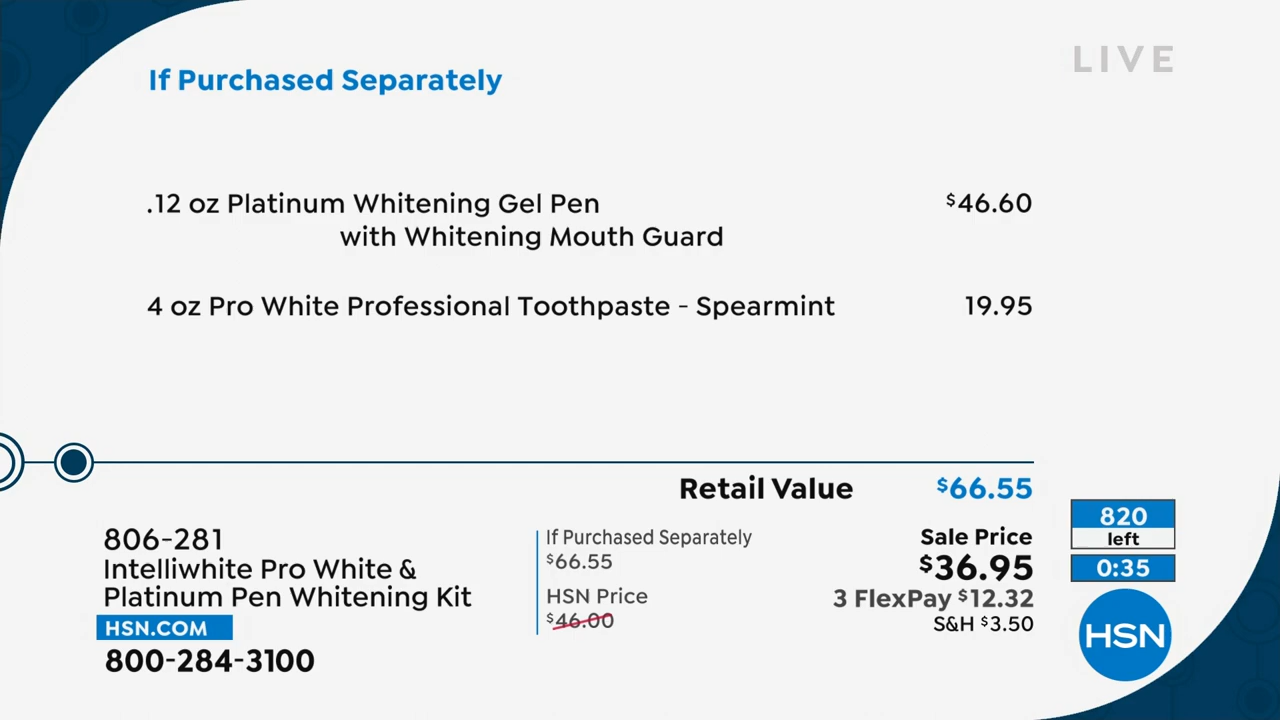 If Purchased Separately
LIVE
.12 oz Platinum Whitening Gel Pen
$46.60
with Whitening Mouth Guard
4 oz Pro White Professional Toothpaste - Spearmint
19.95
Retail Value
$66.55
806-281
Intelliwhite Pro White &
Platinum Pen Whitening Kit
HSN.COM
800-284-3100
If Purchased Separately
$66.55
HSN Price
$46.00
Sale Price
$36.95
3 FlexPay $12.32
S&H $3.50
820
left
0:35
HSN